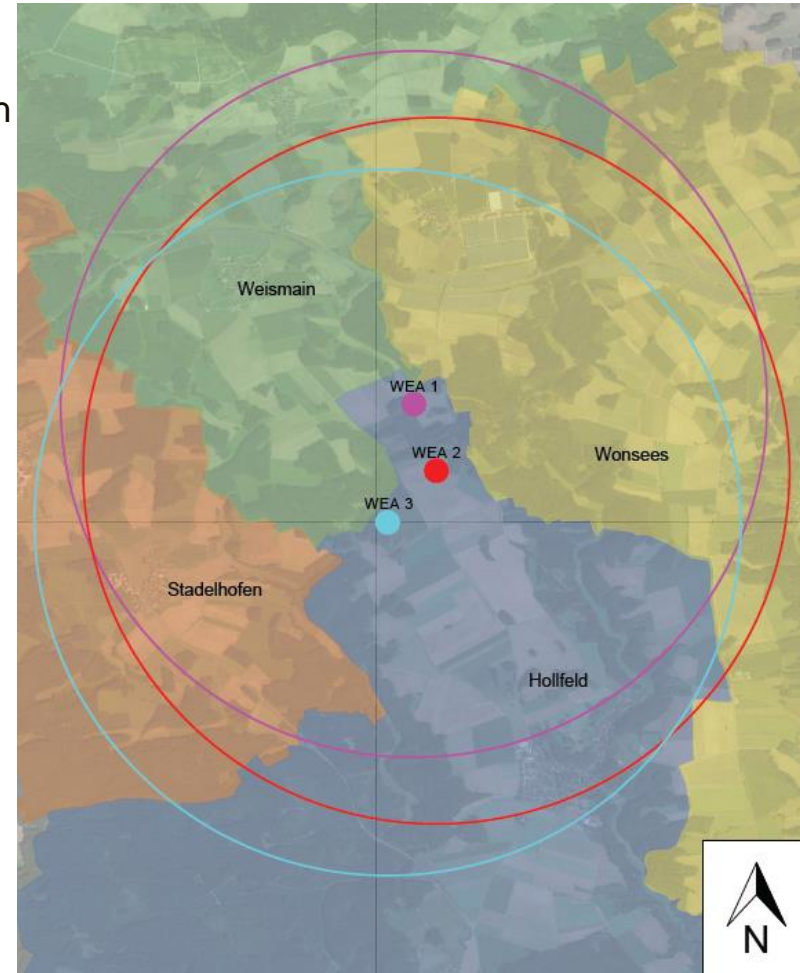 n
Weismain
WEA 1
WEA 2
Wonsees
WEA 3
Stadelhofen
Hollfeld
N